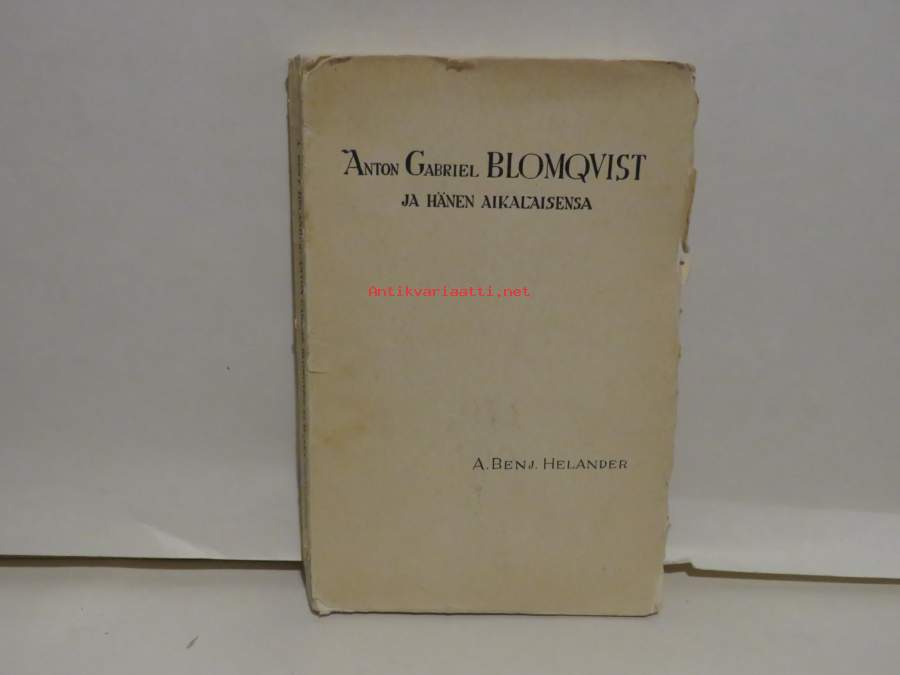 Anton Gabriel BLOMQVIST
JA HÄNEN AIKALAISENSA
Antikvariaatti.net
A. Benj. Helander